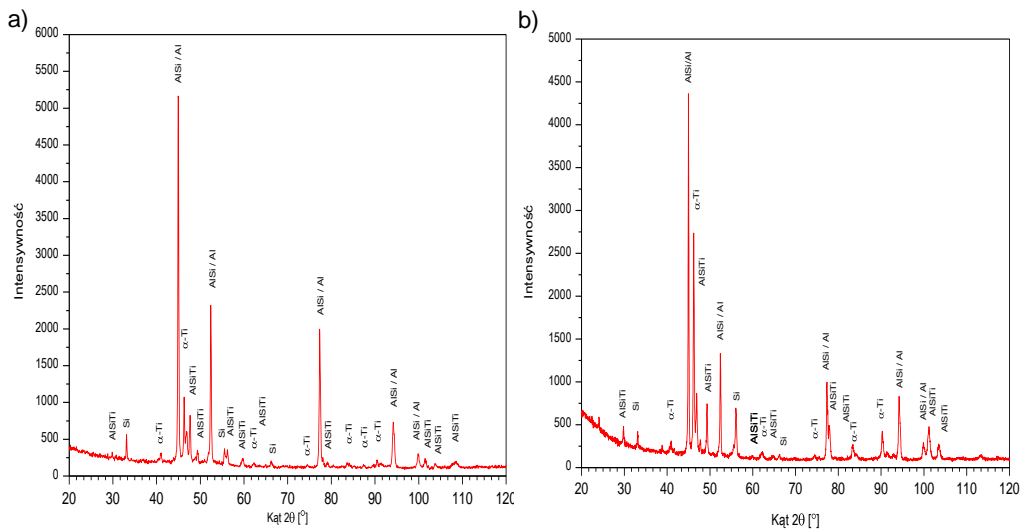 a)
6000
5500
5000
4500
4000
3500
3000
2500
2000
1500
1000
500
0
Intensywność
AlSiTi
Si
α-Ti
AlSi / Al
α-Ti
AlSiTi
AlSiTi
AlSi / Al
Si
AlSiTi
AlSiTi
α-Ti
AlSiTi
Si
α-Ti
AlSi / Al
AlSiTi
α-Ti
α-Ti
α-Ti
AlSi / Al
AlSi / Al
AlSiTi
AlSiTi
AlSiTi
20 30 40 50 60 70 80 90 100 110 120
Kąt 2θ [°]
b)
5000
4500
4000
3500
3000
2500
2000
1500
1000
500
0
Intensywność
AlSiTi
Si
α-Ti
AlSi/Al
α-Ti
AlSiTi
AlSiTi
AlSi / Al
Si
AlSiTi
α-Ti
AlSiTi
Si
α-Ti
AlSi / Al
AlSiTi
AlSiTi
α-Ti
α-Ti
AlSi / Al
AlSi / Al
AlSiTi
AlSiTi
20 30 40 50 60 70 80 90 100 110 120
Kąt 2θ [°]